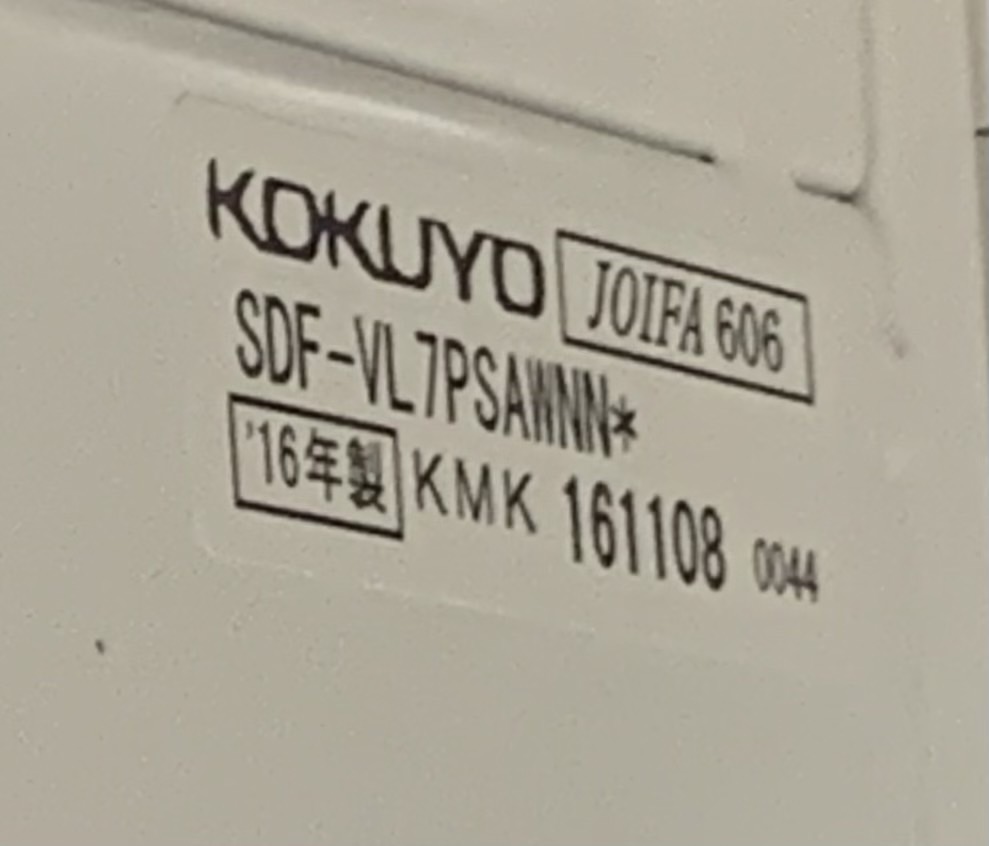 KOKUYO JOIFA 606
SDF-VL7PSAWNN*
'16年製 KMK 161108 0044